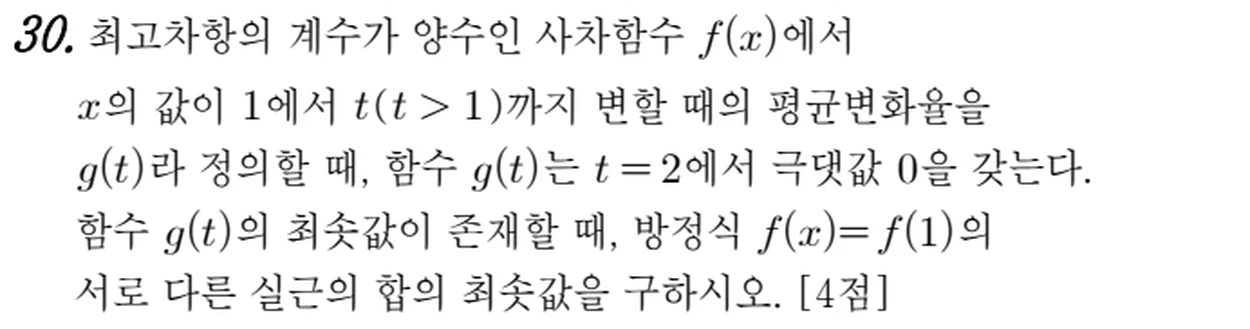 30. 최고차항의 계수가 양수인 사차함수 f(x)에서
x의 값이 1에서 t(t > 1)까지 변할 때의 평균변화율을
g(t)라 정의할 때, 함수 g(t)는 t = 2에서 극댓값 0을 갖는다.
함수 g(t)의 최솟값이 존재할 때, 방정식 f(x)= f(1)의
서로 다른 실근의 합의 최솟값을 구하시오. [4점]